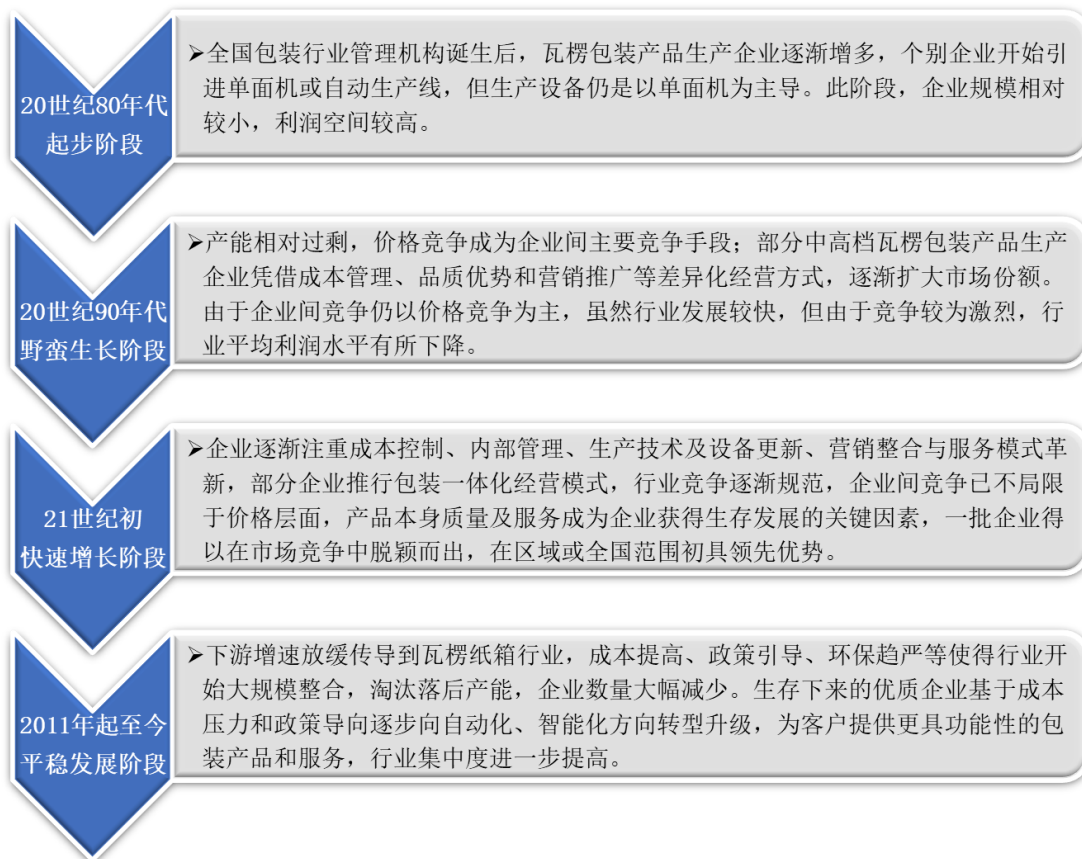 20世纪80年代
起步阶段
➢全国包装行业管理机构诞生后，瓦楞包装产品生产企业逐渐增多，个别企业开始引
进单面机或自动生产线，但生产设备仍是以单面机为主导。此阶段，企业规模相对
较小，利润空间较高。
20世纪90年代
野蛮生长阶段
➢产能相对过剩，价格竞争成为企业间主要竞争手段；部分中高档瓦楞包装产品生产
企业凭借成本管理、品质优势和营销推广等差异化经营方式，逐渐扩大市场份额。
由于企业间竞争仍以价格竞争为主，虽然行业发展较快，但由于竞争较为激烈，行
业平均利润水平有所下降。
21世纪初
快速增长阶段
➢企业逐渐注重成本控制、内部管理、生产技术及设备更新、营销整合与服务模式革
新，部分企业推行包装一体化经营模式，行业竞争逐渐规范，企业间竞争已不局限
于价格层面，产品本身质量及服务成为企业获得生存发展的关键因素，一批企业得
以在市场竞争中脱颖而出，在区域或全国范围初具领先优势。
2011年起至今
平稳发展阶段
➢下游增速放缓传导到瓦楞纸箱行业，成本提高、政策引导、环保趋严等使得行业开
始大规模整合，淘汰落后产能，企业数量大幅减少。生存下来的优质企业基于成本
压力和政策导向逐步向自动化、智能化方向转型升级，为客户提供更具功能性的包
装产品和服务，行业集中度进一步提高。